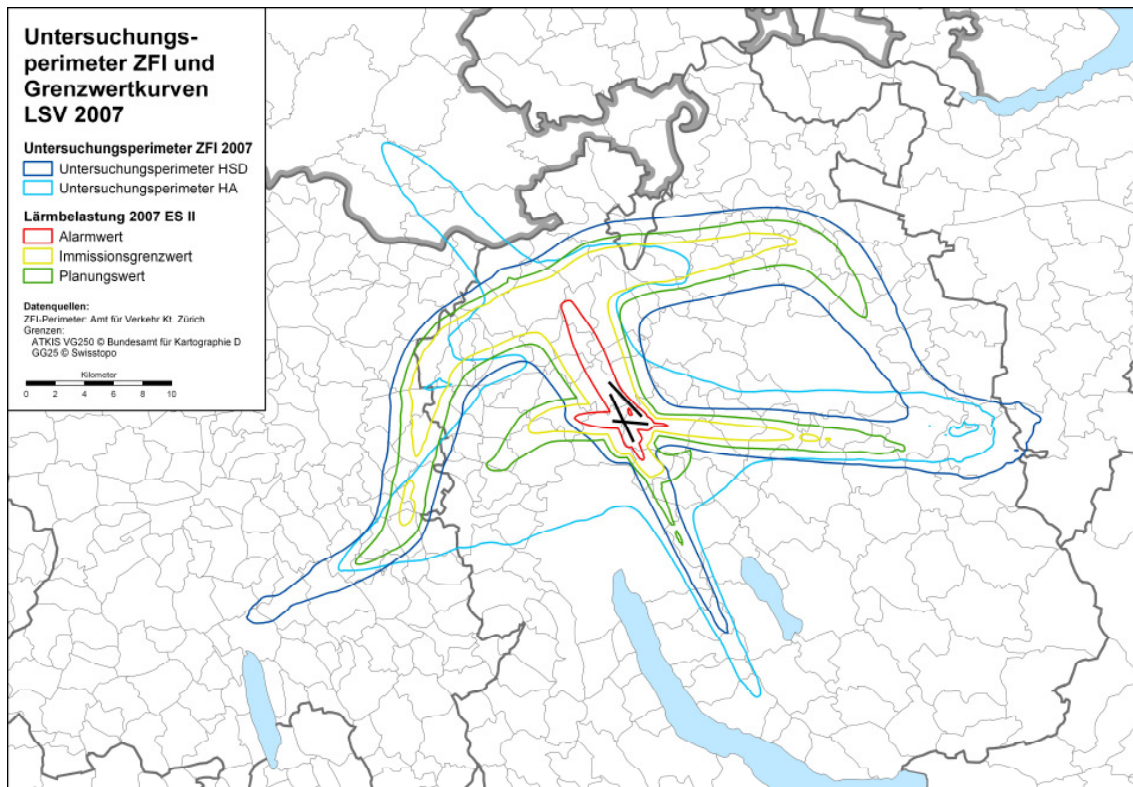 Untersuchungs-
perimeter ZFI und
Grenzwertkurven
LSV 2007
Untersuchungsperimeter ZFI 2007
Untersuchungsperimeter HSD
Untersuchungsperimeter HA
Lärmbelastung 2007 ES II
Alarmwert
Immissionsgrenzwert
Planungswert
Datenquellen:
ZFI-Perimeter: Amt für Verkehr Kt. Zürich
Grenzen:
ATKIS VG250 © Bundesamt für Kartographie D
GG25 © Swisstopo
Kilometer
0 2 4 6 8 10